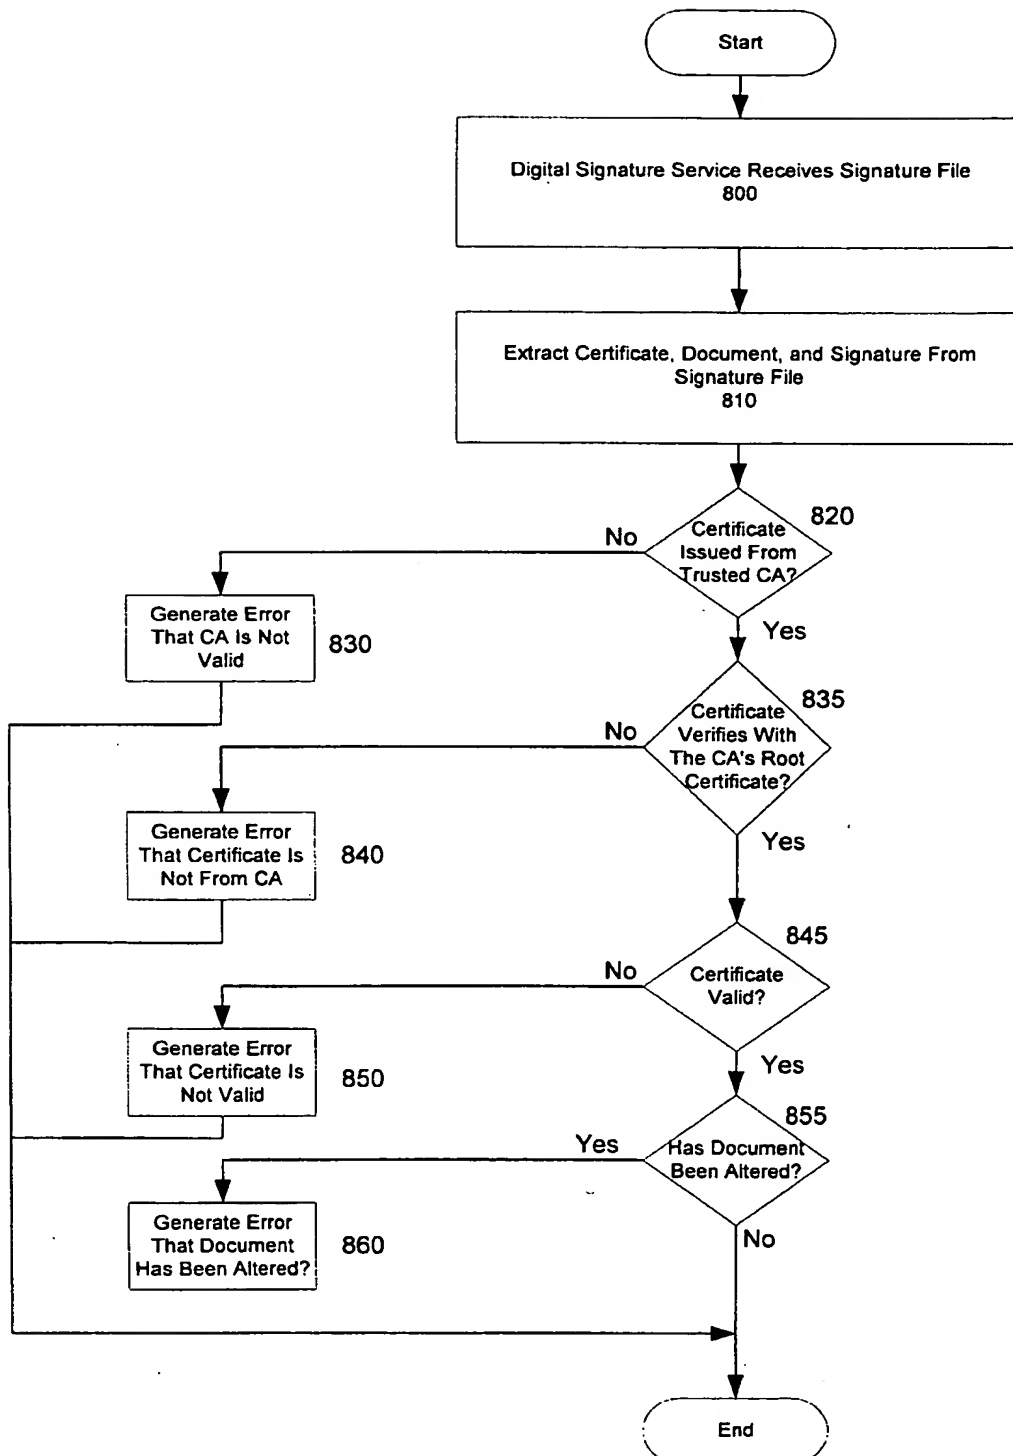 Start
Digital Signature Service Receives Signature File
800
Extract Certificate, Document, and Signature From
Signature File
810
820
Certificate
Issued From
Trusted CA?
No
Yes
Generate Error
That CA Is Not
Valid
830
835
Certificate
Verifies With
The CA's Root
Certificate?
No
Yes
Generate Error
That Certificate Is
Not From CA
840
845
Certificate
Valid?
No
Yes
Generate Error
That Certificate Is
Not Valid
850
855
Has Document
Been Altered?
Yes
No
Generate Error
That Document
Has Been Altered?
860
End